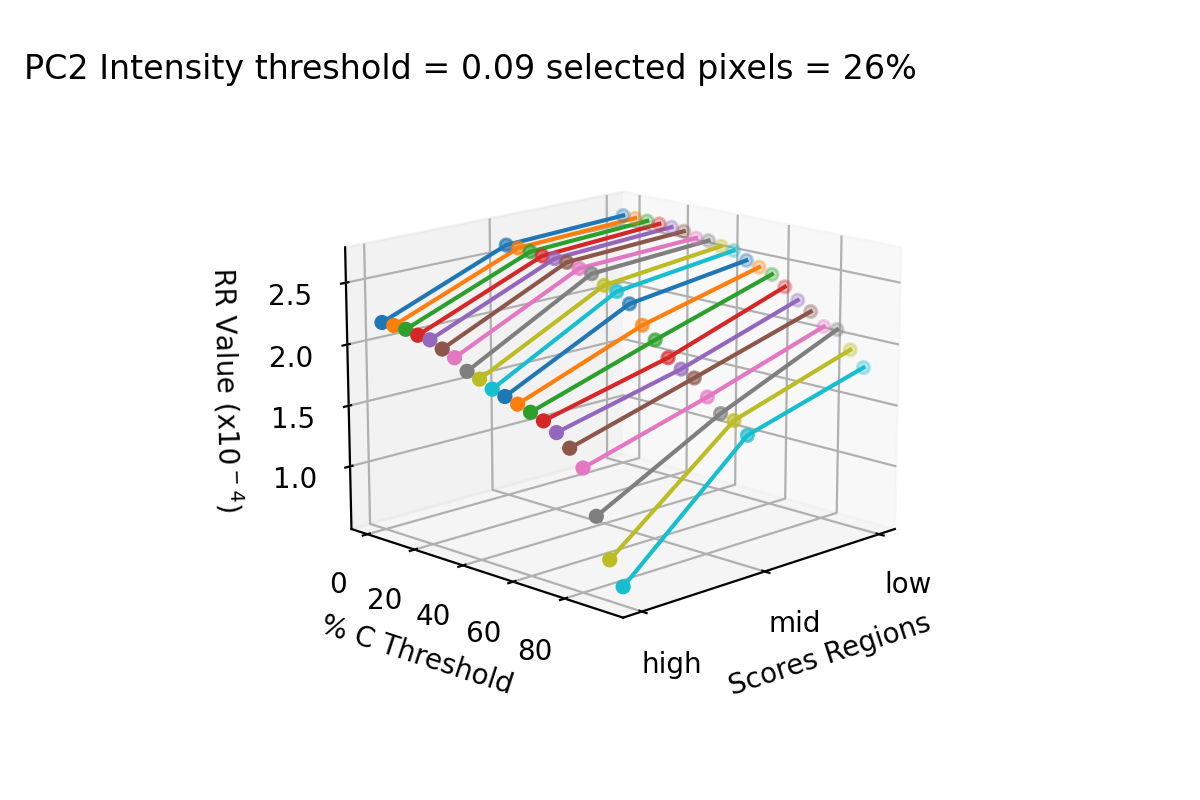 PC2 Intensity threshold = 0.09 selected pixels = 26%
RR Value (x10⁻⁴)
2.5
2.0
1.5
1.0
0
20
40
60
80
% C Threshold
high
mid
low
Scores Regions